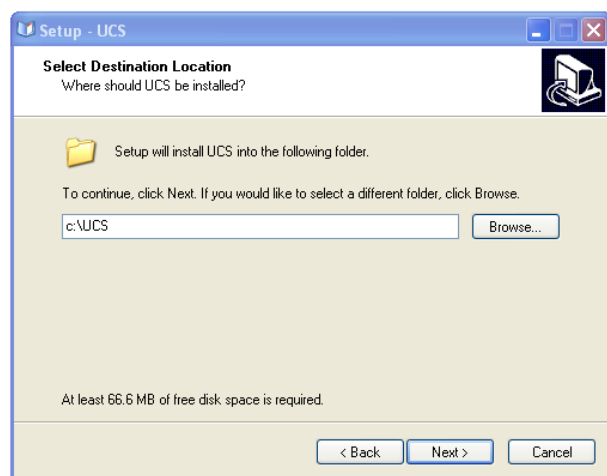 Setup - UCS
Select Destination Location
Where should UCS be installed?
Setup will install UCS into the following folder.
To continue, click Next. If you would like to select a different folder, click Browse.
c:\UCS
Browse...
At least 66.6 MB of free disk space is required.
< Back
Next >
Cancel